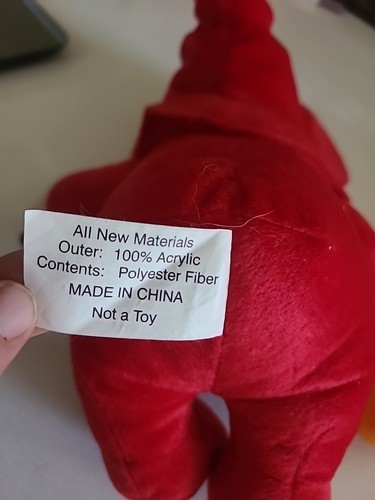 All New Materials
Outer: 100% Acrylic
Contents: Polyester Fiber
MADE IN CHINA
Not a Toy